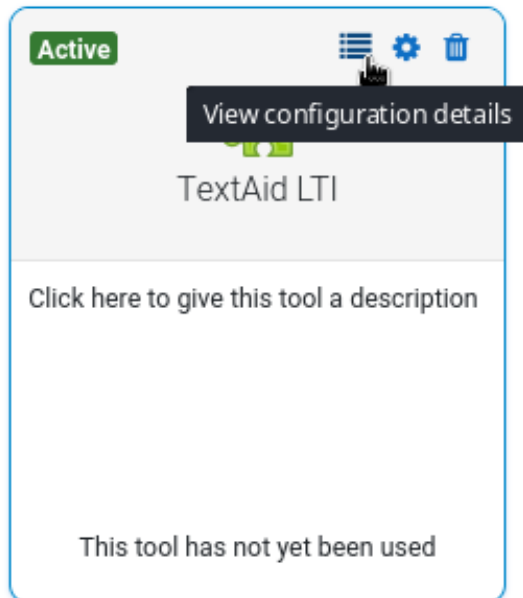 Active
View configuration details
TextAid LTI
Click here to give this tool a description
This tool has not yet been used